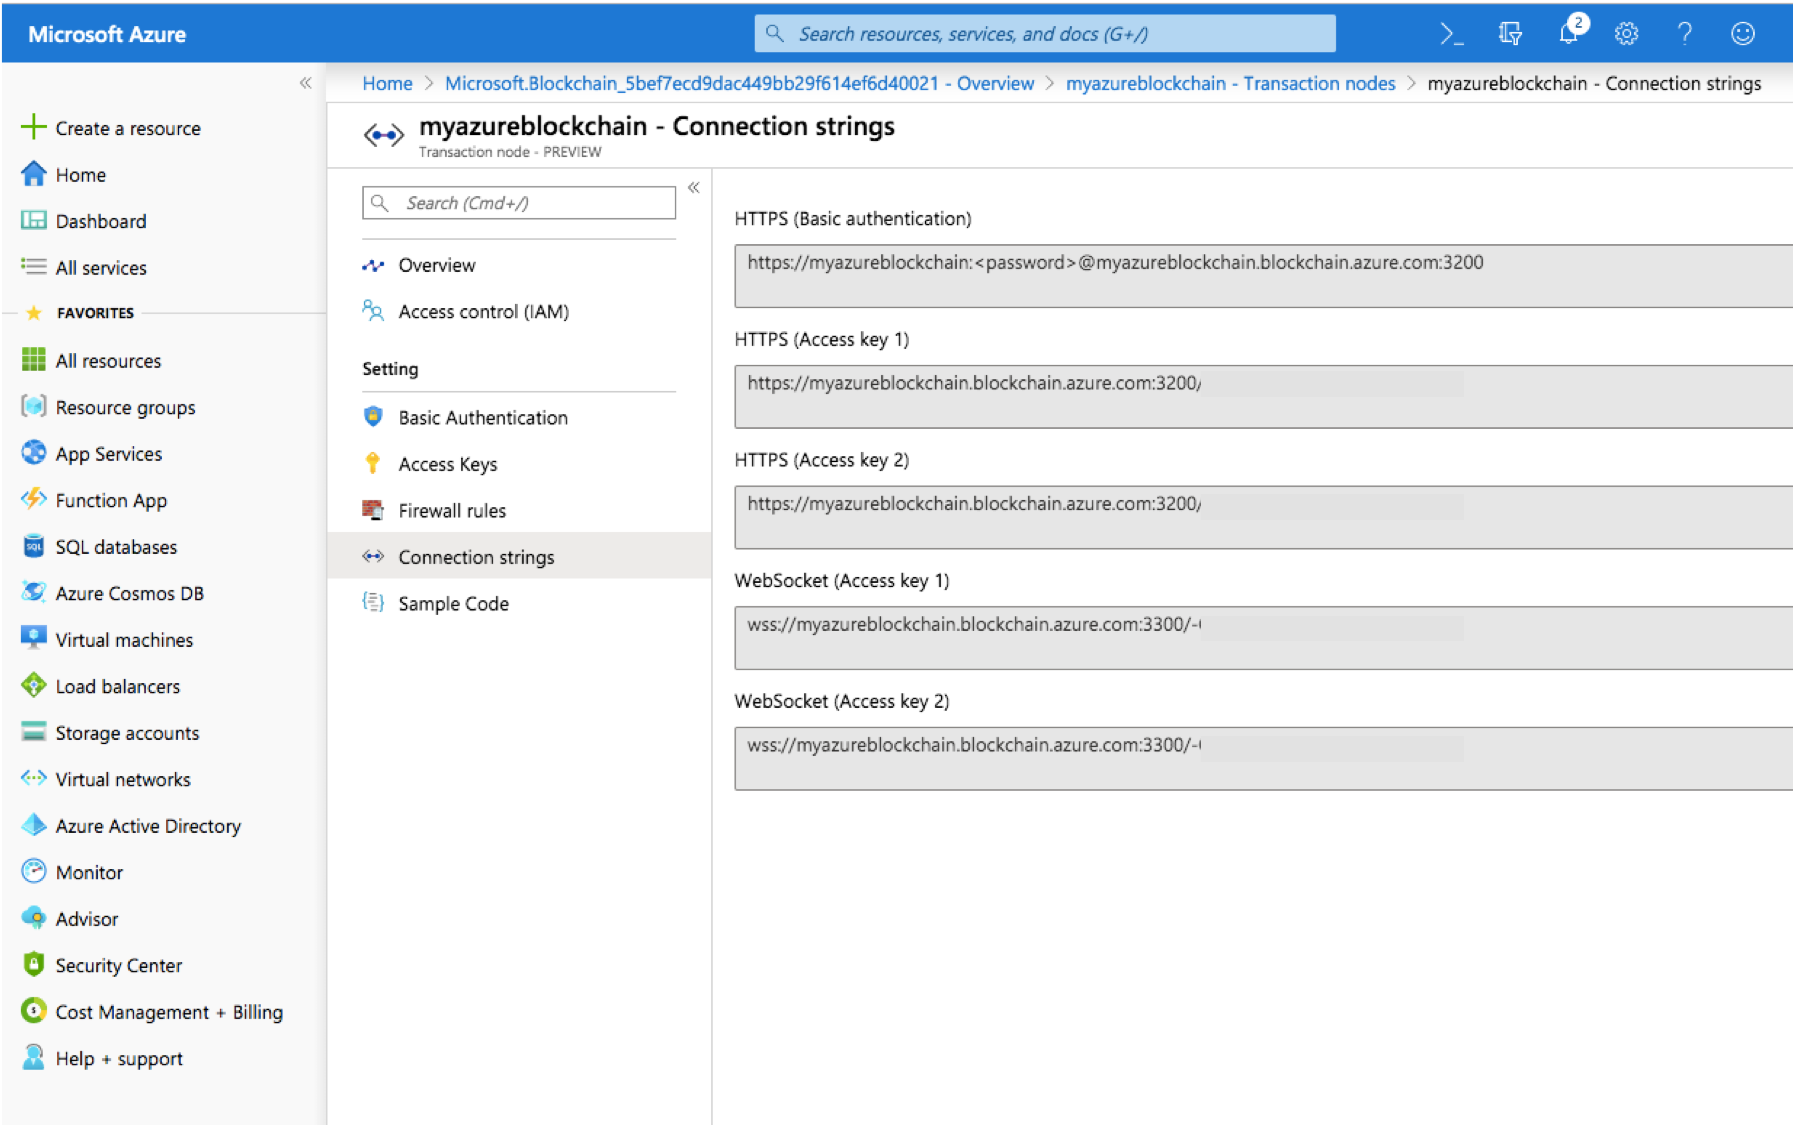 Microsoft Azure
Search resources, services, and docs (G+/)
2
Home > Microsoft.Blockchain_5bef7ecd9dac449bb29f614ef6d40021 - Overview > myazureblockchain - Transaction nodes > myazureblockchain - Connection strings
Create a resource
Home
Dashboard
All services
FAVORITES
All resources
Resource groups
App Services
Function App
SQL databases
Azure Cosmos DB
Virtual machines
Load balancers
Storage accounts
Virtual networks
Azure Active Directory
Monitor
Advisor
Security Center
Cost Management + Billing
Help + support
myazureblockchain - Connection strings
Transaction node - PREVIEW
Search (Cmd+/)
Overview
Access control (IAM)
Setting
Basic Authentication
Access Keys
Firewall rules
Connection strings
Sample Code
HTTPS (Basic authentication)
https://myazureblockchain:<password>@myazureblockchain.blockchain.azure.com:3200
HTTPS (Access key 1)
https://myazureblockchain.blockchain.azure.com:3200/
HTTPS (Access key 2)
https://myazureblockchain.blockchain.azure.com:3200/
WebSocket (Access key 1)
wss://myazureblockchain.blockchain.azure.com:3300/-
WebSocket (Access key 2)
wss://myazureblockchain.blockchain.azure.com:3300/-